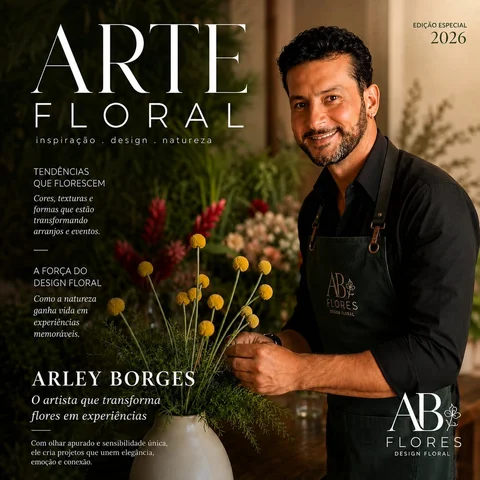 ARTE
FLORAL
inspiração . design . natureza
EDIÇÃO ESPECIAL
2026
TENDÊNCIAS
QUE FLORESCEM
Cores, texturas e
formas que estão
transformando
arranjos e eventos.
A FORÇA DO
DESIGN FLORAL
Como a natureza
ganha vida em
experiências
memoráveis.
AB
FLORES
DESIGN FLORAL
ARLEY BORGES
O artista que transforma
flores em experiências
Com olhar apurado e sensibilidade única,
ele cria projetos que unem elegância,
emoção e conexão.
AB
FLORES
DESIGN FLORAL